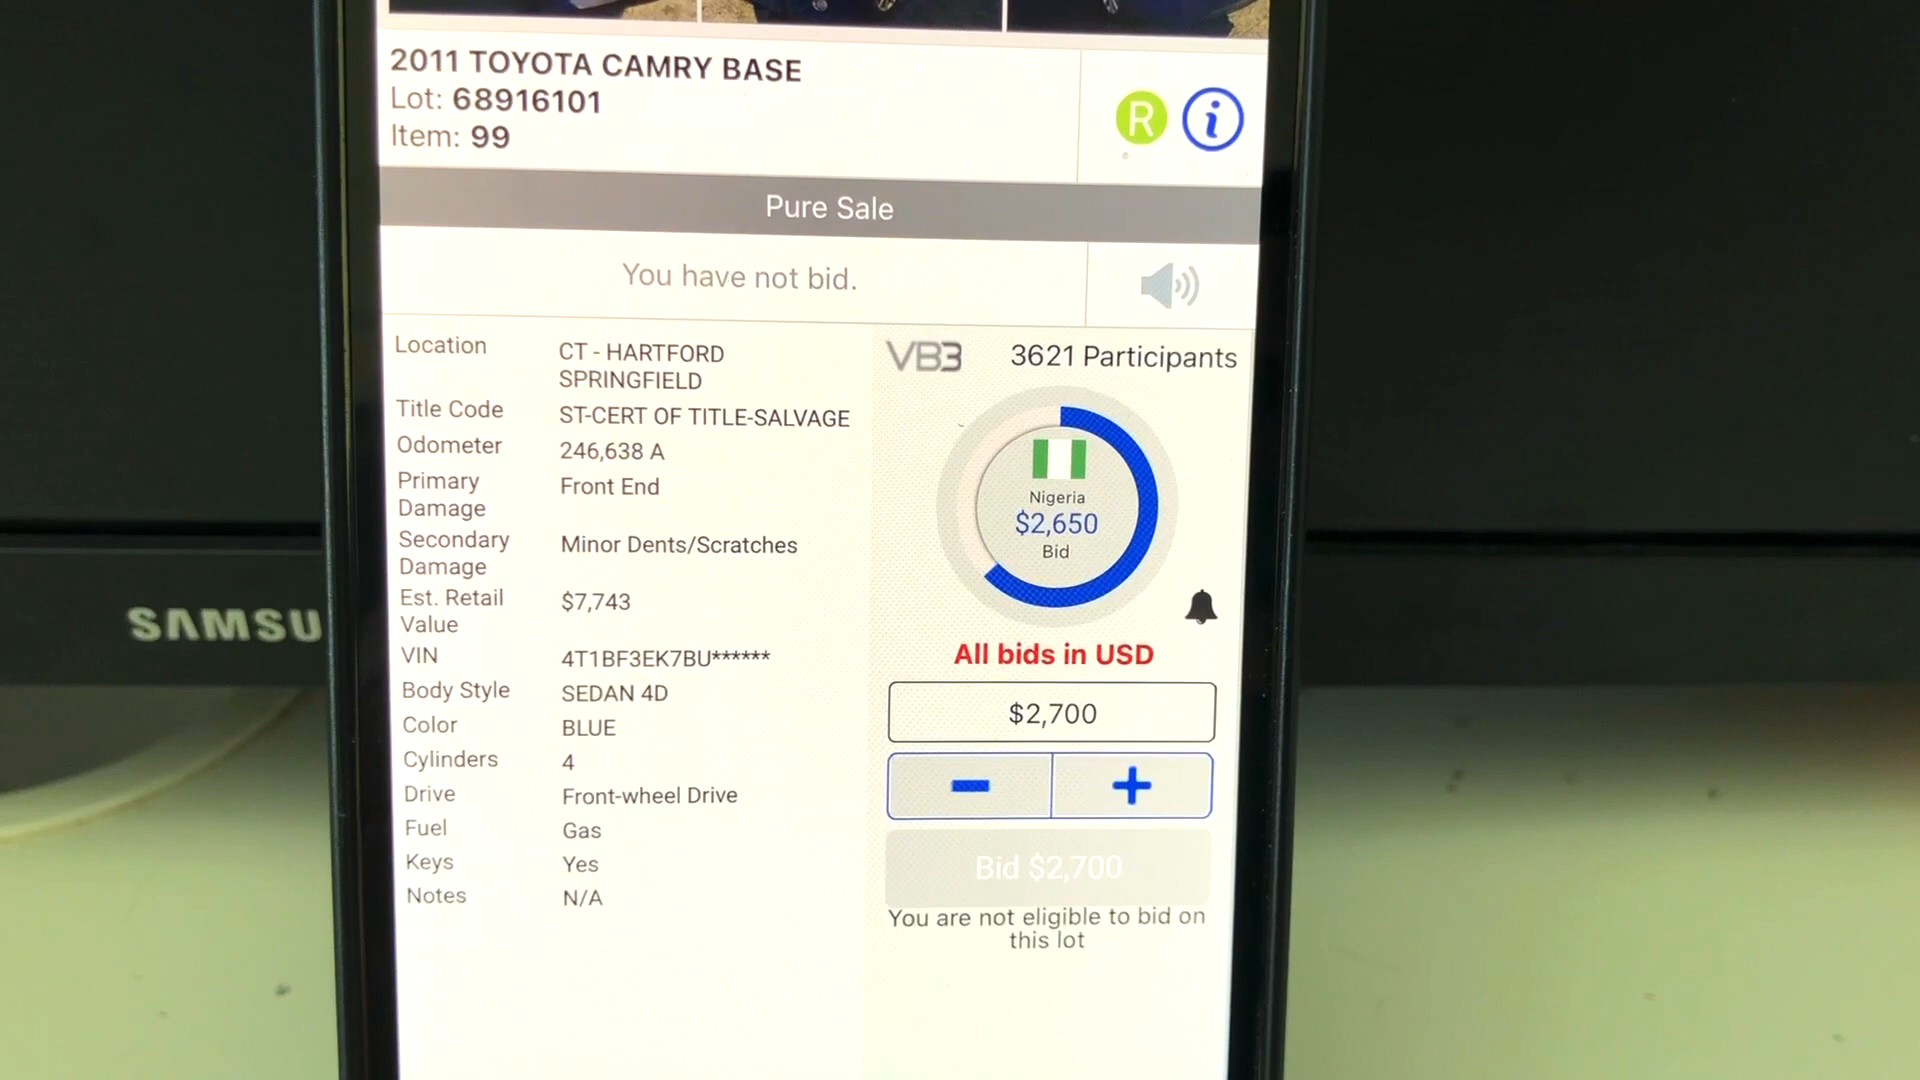 2011 TOYOTA CAMRY BASE
Lot: 68916101
Item: 99
R
i
Pure Sale
You have not bid.
Location CT - HARTFORD
SPRINGFIELD
Title Code ST-CERT OF TITLE-SALVAGE
Odometer 246,638 A
Primary
Damage
Front End
Secondary
Damage
Minor Dents/Scratches
Est. Retail
Value
$7,743
VIN 4T1BF3EK7BU******
Body Style SEDAN 4D
Color BLUE
Cylinders 4
Drive Front-wheel Drive
Fuel Gas
Keys Yes
Notes N/A
VB3 3621 Participants
Nigeria
$2,650
Bid
All bids in USD
$2,700
Bid $2,700
You are not eligible to bid on
this lot
SAMSU